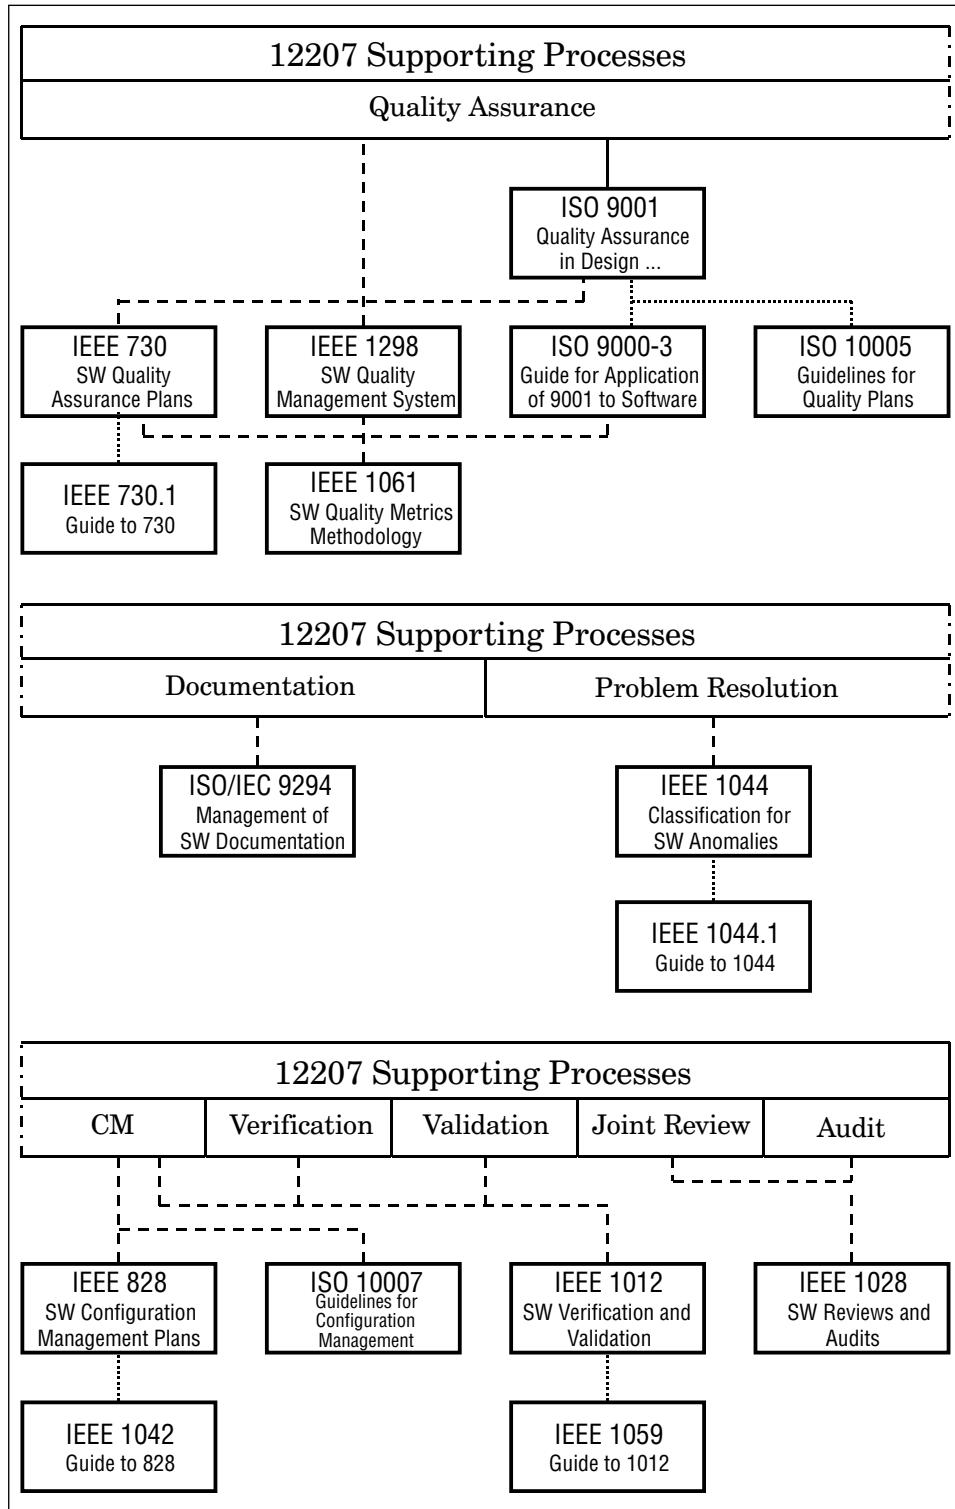 12207 Supporting Processes
Quality Assurance
ISO 9001
Quality Assurance
in Design ...
IEEE 730
SW Quality
Assurance Plans
IEEE 1298
SW Quality
Management System
ISO 9000-3
Guide for Application
of 9001 to Software
ISO 10005
Guidelines for
Quality Plans
IEEE 730.1
Guide to 730
IEEE 1061
SW Quality Metrics
Methodology
12207 Supporting Processes
Documentation
Problem Resolution
ISO/IEC 9294
Management of
SW Documentation
IEEE 1044
Classification for
SW Anomalies
IEEE 1044.1
Guide to 1044
12207 Supporting Processes
CM
Verification
Validation
Joint Review
Audit
IEEE 828
SW Configuration
Management Plans
ISO 10007
Guidelines for
Configuration
Management
IEEE 1012
SW Verification and
Validation
IEEE 1028
SW Reviews and
Audits
IEEE 1042
Guide to 828
IEEE 1059
Guide to 1012